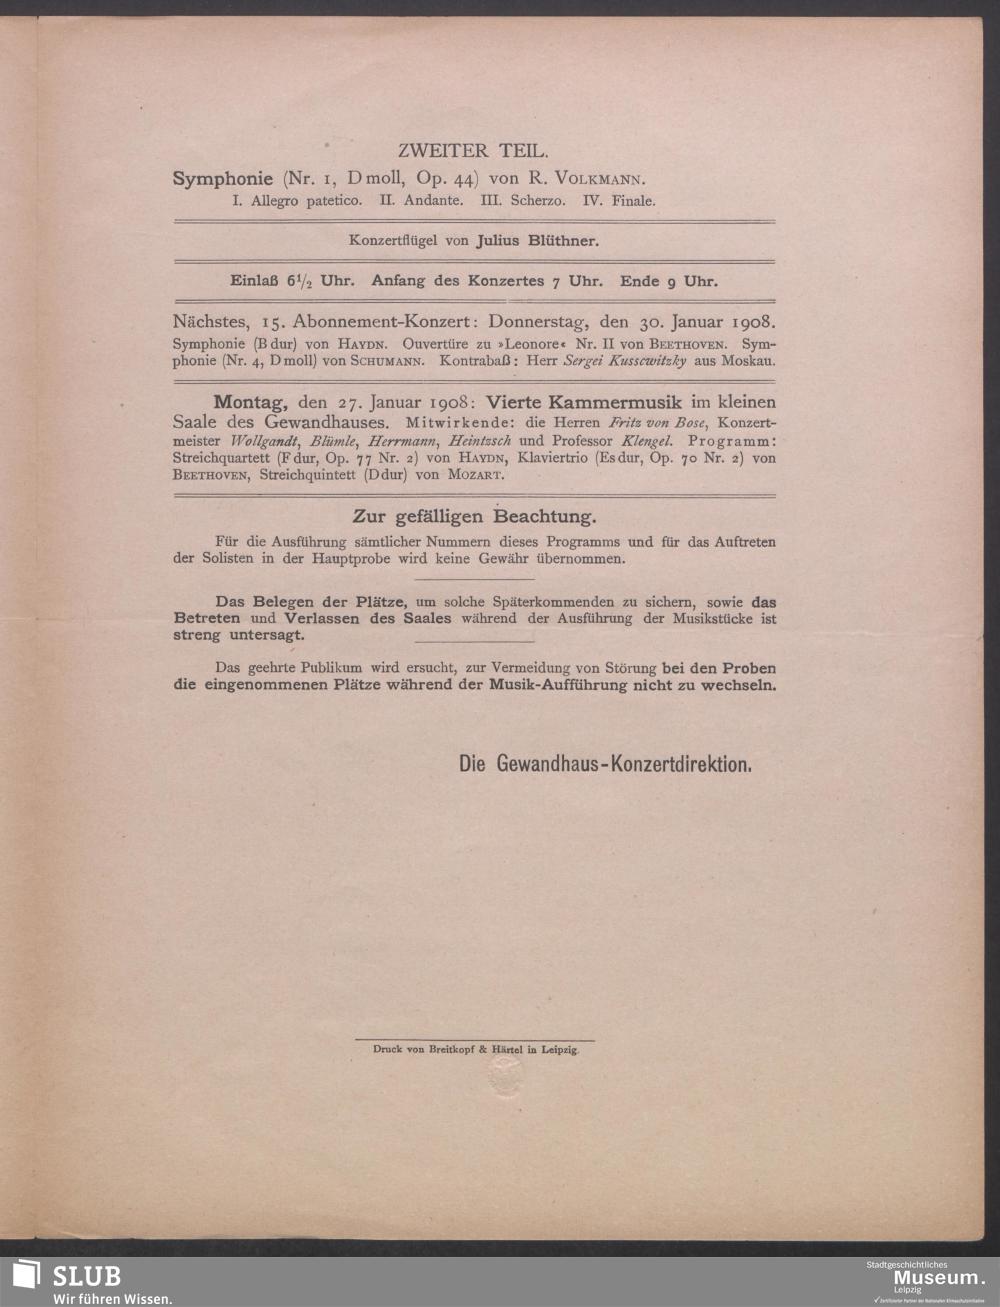 ZWEITER TEIL.
Symphonie (Nr. 1, D moll, Op. 44) von R. VOLKMANN.
I. Allegro patetico. II. Andante. III. Scherzo. IV. Finale.
Konzertflügel von Julius Blüthner.
Einlaß 6½ Uhr. Anfang des Konzertes 7 Uhr. Ende 9 Uhr.
Nächstes, 15. Abonnement-Konzert: Donnerstag, den 30. Januar 1908.
Symphonie (B dur) von HAYDN. Ouvertüre zu »Leonore« Nr. II von BEETHOVEN. Sym-
phonie (Nr. 4, D moll) von SCHUMANN. Kontrabaß: Herr Sergei Kussewitzky aus Moskau.
Montag, den 27. Januar 1908: Vierte Kammermusik im kleinen
Saale des Gewandhauses. Mitwirkende: die Herren Fritz von Bose, Konzert-
meister Wollgandt, Blümle, Herrmann, Heintzsch und Professor Klengel. Programm:
Streichquartett (F dur, Op. 77 Nr. 2) von HAYDN, Klaviertrio (Es dur, Op. 70 Nr. 2) von
BEETHOVEN, Streichquintett (D dur) von MOZART.
Zur gefälligen Beachtung.
Für die Ausführung sämtlicher Nummern dieses Programms und für das Auftreten
der Solisten in der Hauptprobe wird keine Gewähr übernommen.
Das Belegen der Plätze, um solche Späterkommenden zu sichern, sowie das
Betreten und Verlassen des Saales während der Ausführung der Musikstücke ist
streng untersagt.
Das geehrte Publikum wird ersucht, zur Vermeidung von Störung bei den Proben
die eingenommenen Plätze während der Musik-Aufführung nicht zu wechseln.
Die Gewandhaus-Konzertdirektion.
Druck von Breitkopf & Härtel in Leipzig.
SLUB
Wir führen Wissen.
Stadtgeschichtliches
Museum.
Leipzig
Zertifizierter Partner der Nationalen Klimaschutzinitiative